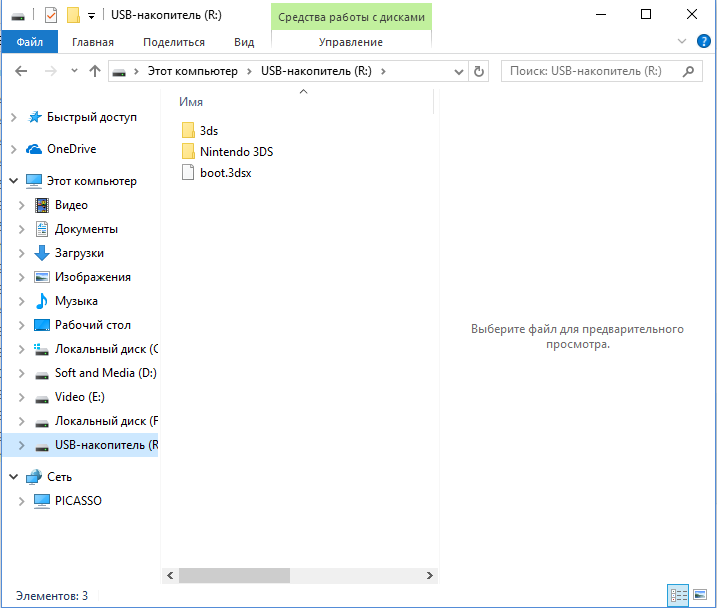 USB-накопитель (R:)
Средства работы с дисками
Файл
Главная
Поделиться
Вид
Управление
Этот компьютер
USB-накопитель (R:)
Поиск: USB-накопитель (R:)
Быстрый доступ
OneDrive
Этот компьютер
Видео
Документы
Загрузки
Изображения
Музыка
Рабочий стол
Локальный диск (C
Soft and Media (D:)
Video (E:)
Локальный диск (F
USB-накопитель (R
Сеть
PICASSO
Имя
3ds
Nintendo 3DS
boot.3dsx
Выберите файл для предварительного
просмотра.
Элементов: 3